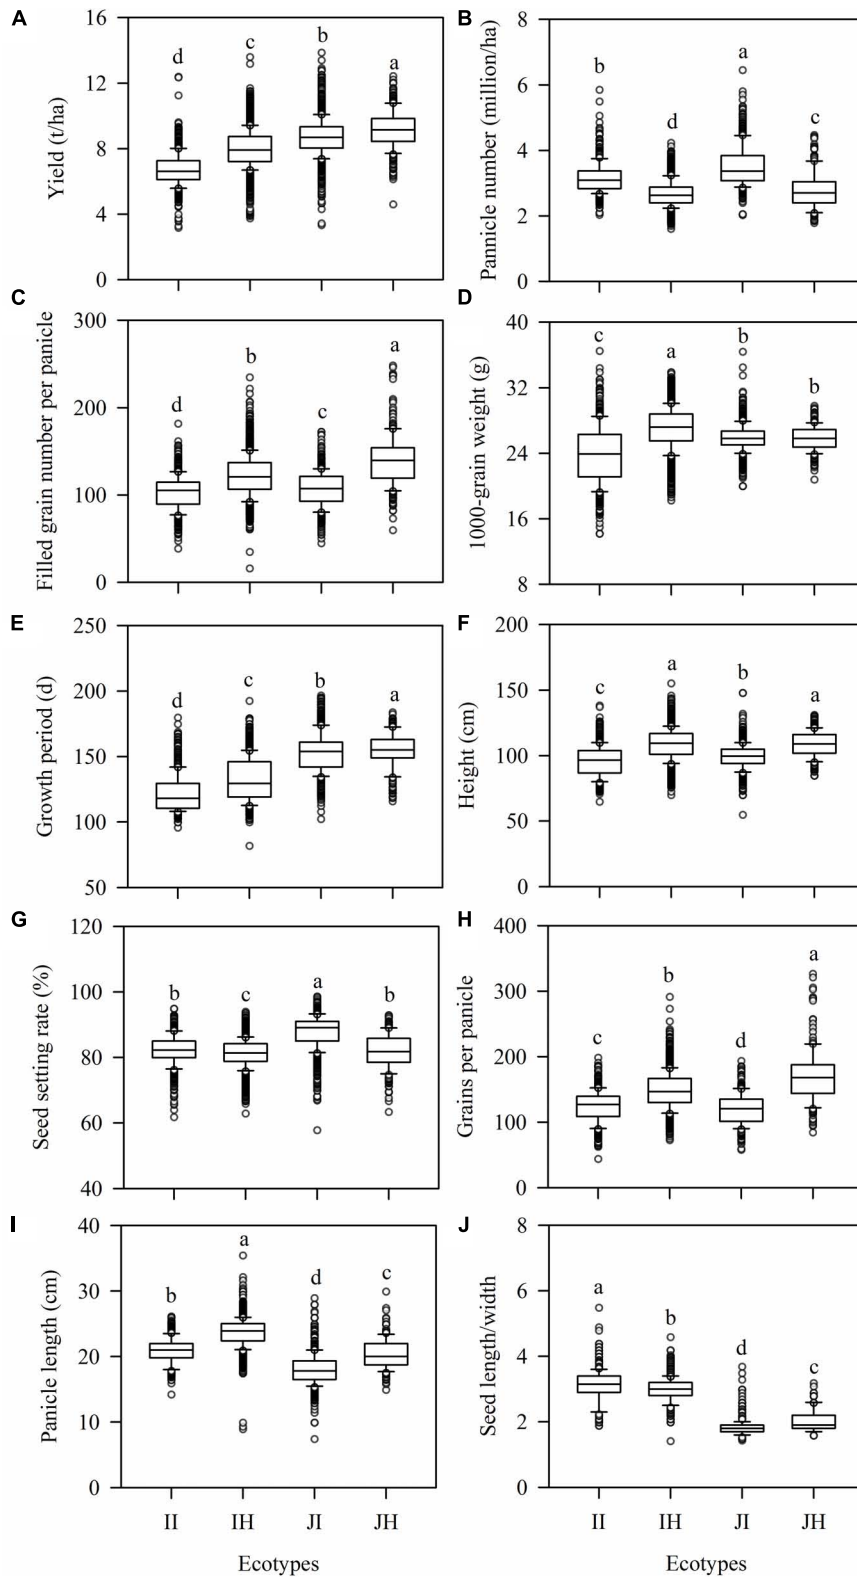 A
Yield (t/ha)
16
12
8
4
0
d
c
b
a
B
Pannicle number (million/ha)
8
6
4
2
0
b
d
a
c
C
Filled grain number per panicle
300
200
100
0
d
b
c
a
D
1000-grain weight (g)
40
32
24
16
8
c
a
b
b
E
Growth period (d)
250
200
150
100
50
d
c
b
a
F
Height (cm)
200
150
100
50
0
c
a
b
a
G
Seed setting rate (%)
120
100
80
60
40
b
c
a
b
H
Grains per panicle
400
300
200
100
0
c
b
d
a
I
Panicle length (cm)
40
30
20
10
0
b
a
d
c
II IH JI JH
Ecotypes
J
Seed length/width
8
6
4
2
0
a
b
d
c
II IH JI JH
Ecotypes